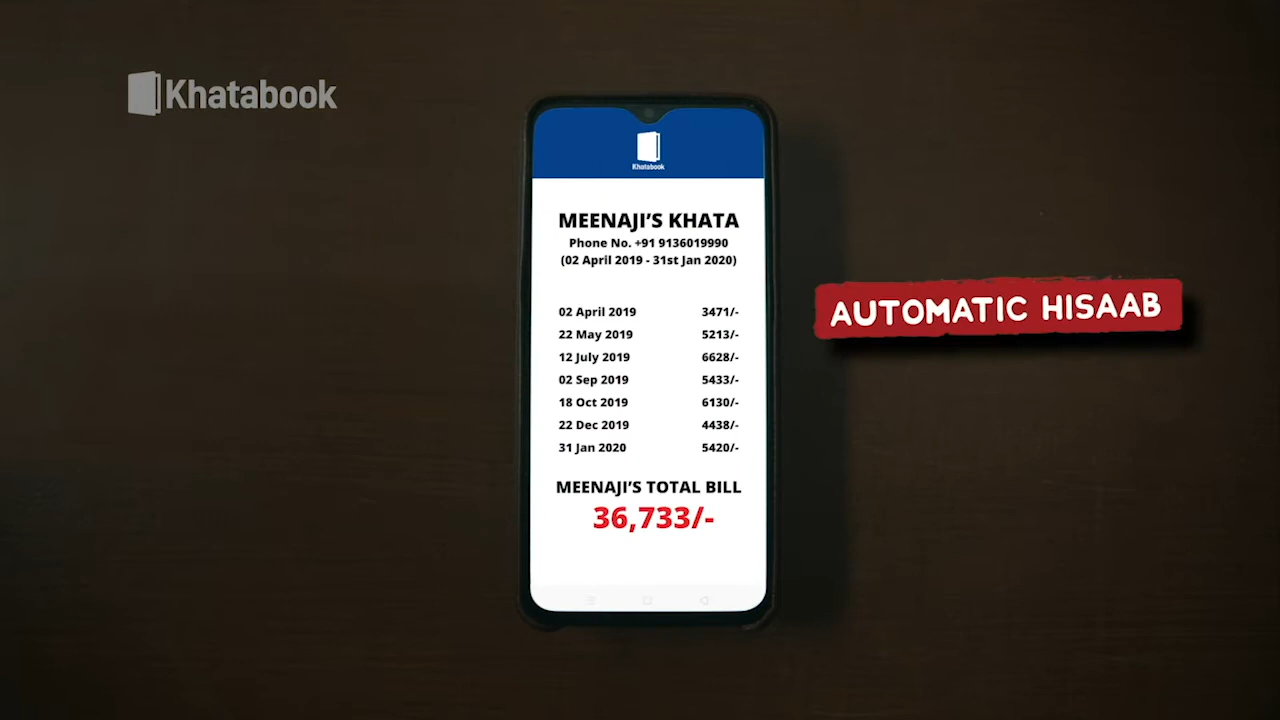 Khatabook
Khatabook
MEENAJI'S KHATA
Phone No. +91 9136019990
(02 April 2019 - 31st Jan 2020)
02 April 2019 3471/-
22 May 2019 5213/-
12 July 2019 6628/-
02 Sep 2019 5433/-
18 Oct 2019 6130/-
22 Dec 2019 4438/-
31 Jan 2020 5420/-
MEENAJI'S TOTAL BILL
36,733/-
AUTOMATIC HISAAB